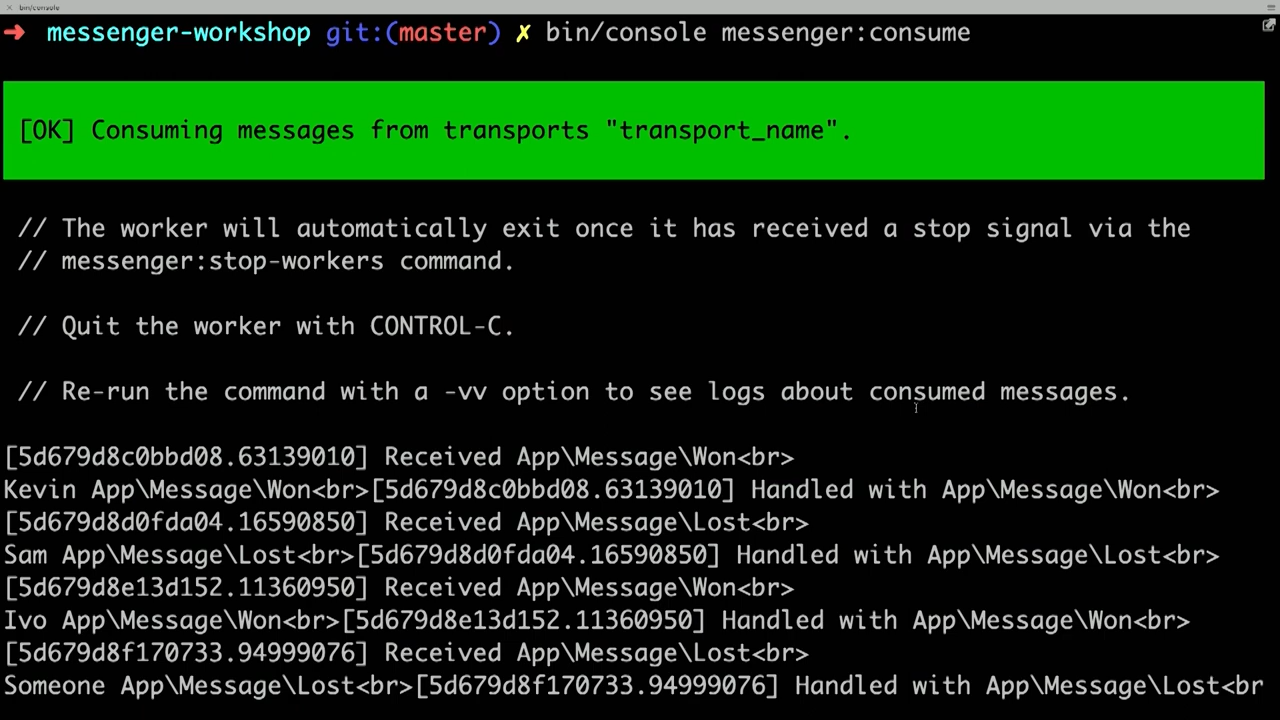 bin/console
➜ messenger-workshop git:(master) ✗ bin/console messenger:consume
[OK] Consuming messages from transports "transport_name".
// The worker will automatically exit once it has received a stop signal via the
// messenger:stop-workers command.
// Quit the worker with CONTROL-C.
// Re-run the command with a -vv option to see logs about consumed messages.
[5d679d8c0bbd08.63139010] Received App\Message\Won<br>
Kevin App\Message\Won<br>[5d679d8c0bbd08.63139010] Handled with App\Message\Won<br>
[5d679d8d0fda04.16590850] Received App\Message\Lost<br>
Sam App\Message\Lost<br>[5d679d8d0fda04.16590850] Handled with App\Message\Lost<br>
[5d679d8e13d152.11360950] Received App\Message\Won<br>
Ivo App\Message\Won<br>[5d679d8e13d152.11360950] Handled with App\Message\Won<br>
[5d679d8f170733.94999076] Received App\Message\Lost<br>
Someone App\Message\Lost<br>[5d679d8f170733.94999076] Handled with App\Message\Lost<br